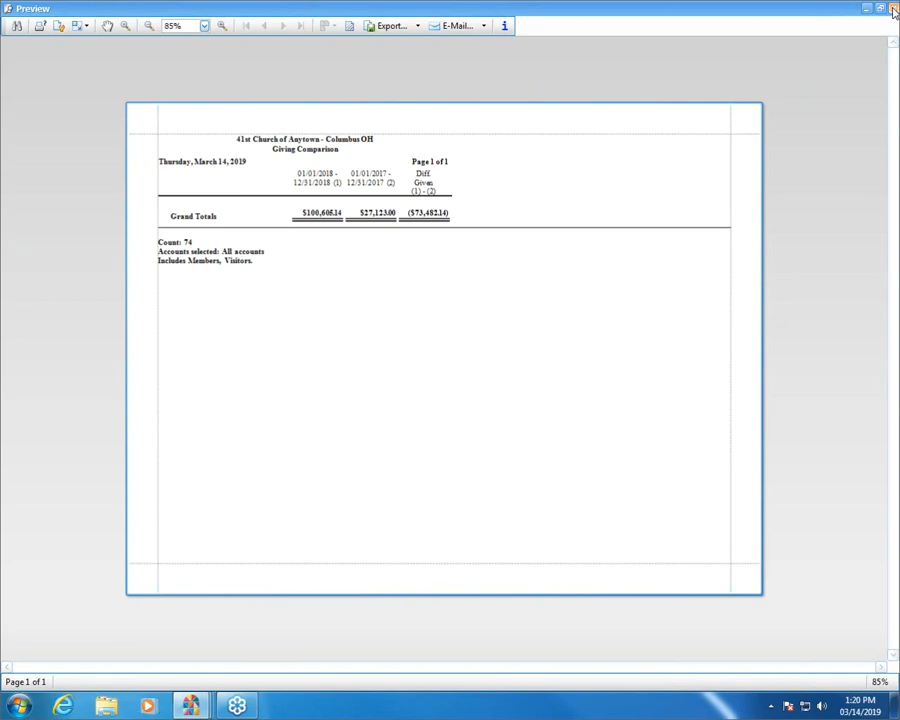 Preview
85%
Export...
E-Mail...
41st Church of Anytown - Columbus OH
Giving Comparison
Thursday, March 14, 2019
Page 1 of 1
01/01/2018 - 01/01/2017 - Diff.
12/31/2018 (1) 12/31/2017 (2) Given
(1) - (2)
Grand Totals $100,605.14 $27,123.00 ($73,482.14)
Count: 74
Accounts selected: All accounts
Includes Members, Visitors.
Page 1 of 1
85%
1:20 PM
03/14/2019